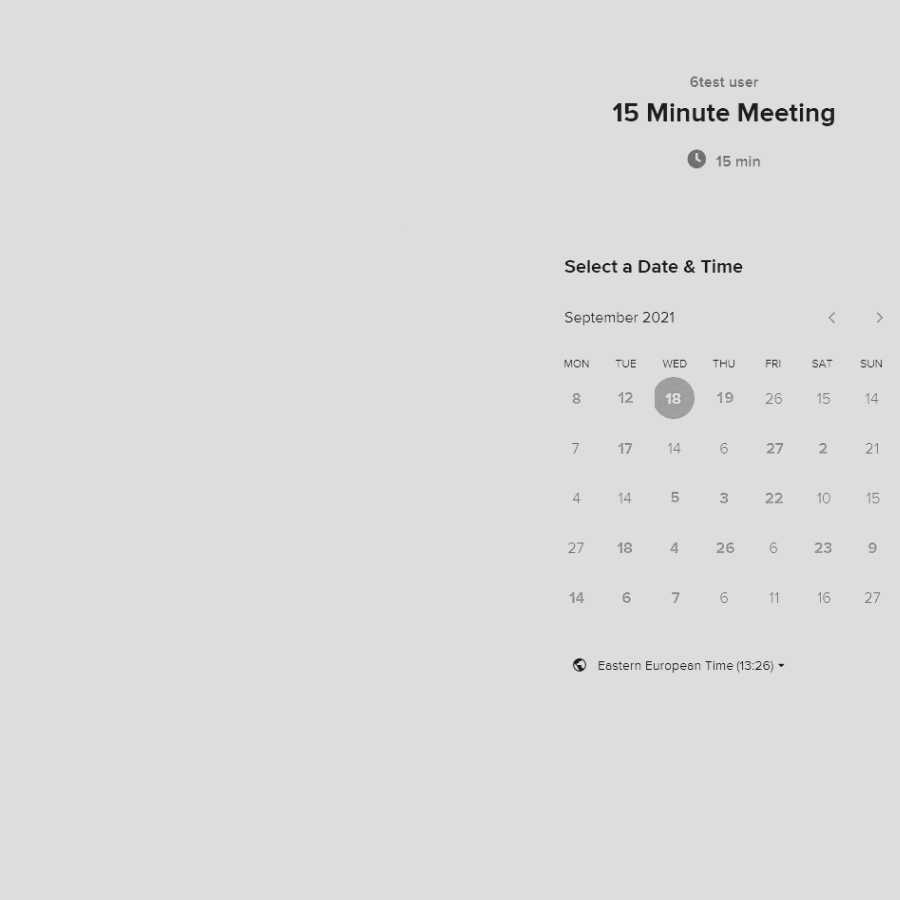 6test user
15 Minute Meeting
15 min
Select a Date & Time
September 2021
MON TUE WED THU FRI SAT SUN
8 12 18 19 26 15 14
7 17 14 6 27 2 21
4 14 5 3 22 10 15
27 18 4 26 6 23 9
14 6 7 6 11 16 27
Eastern European Time (13:26)